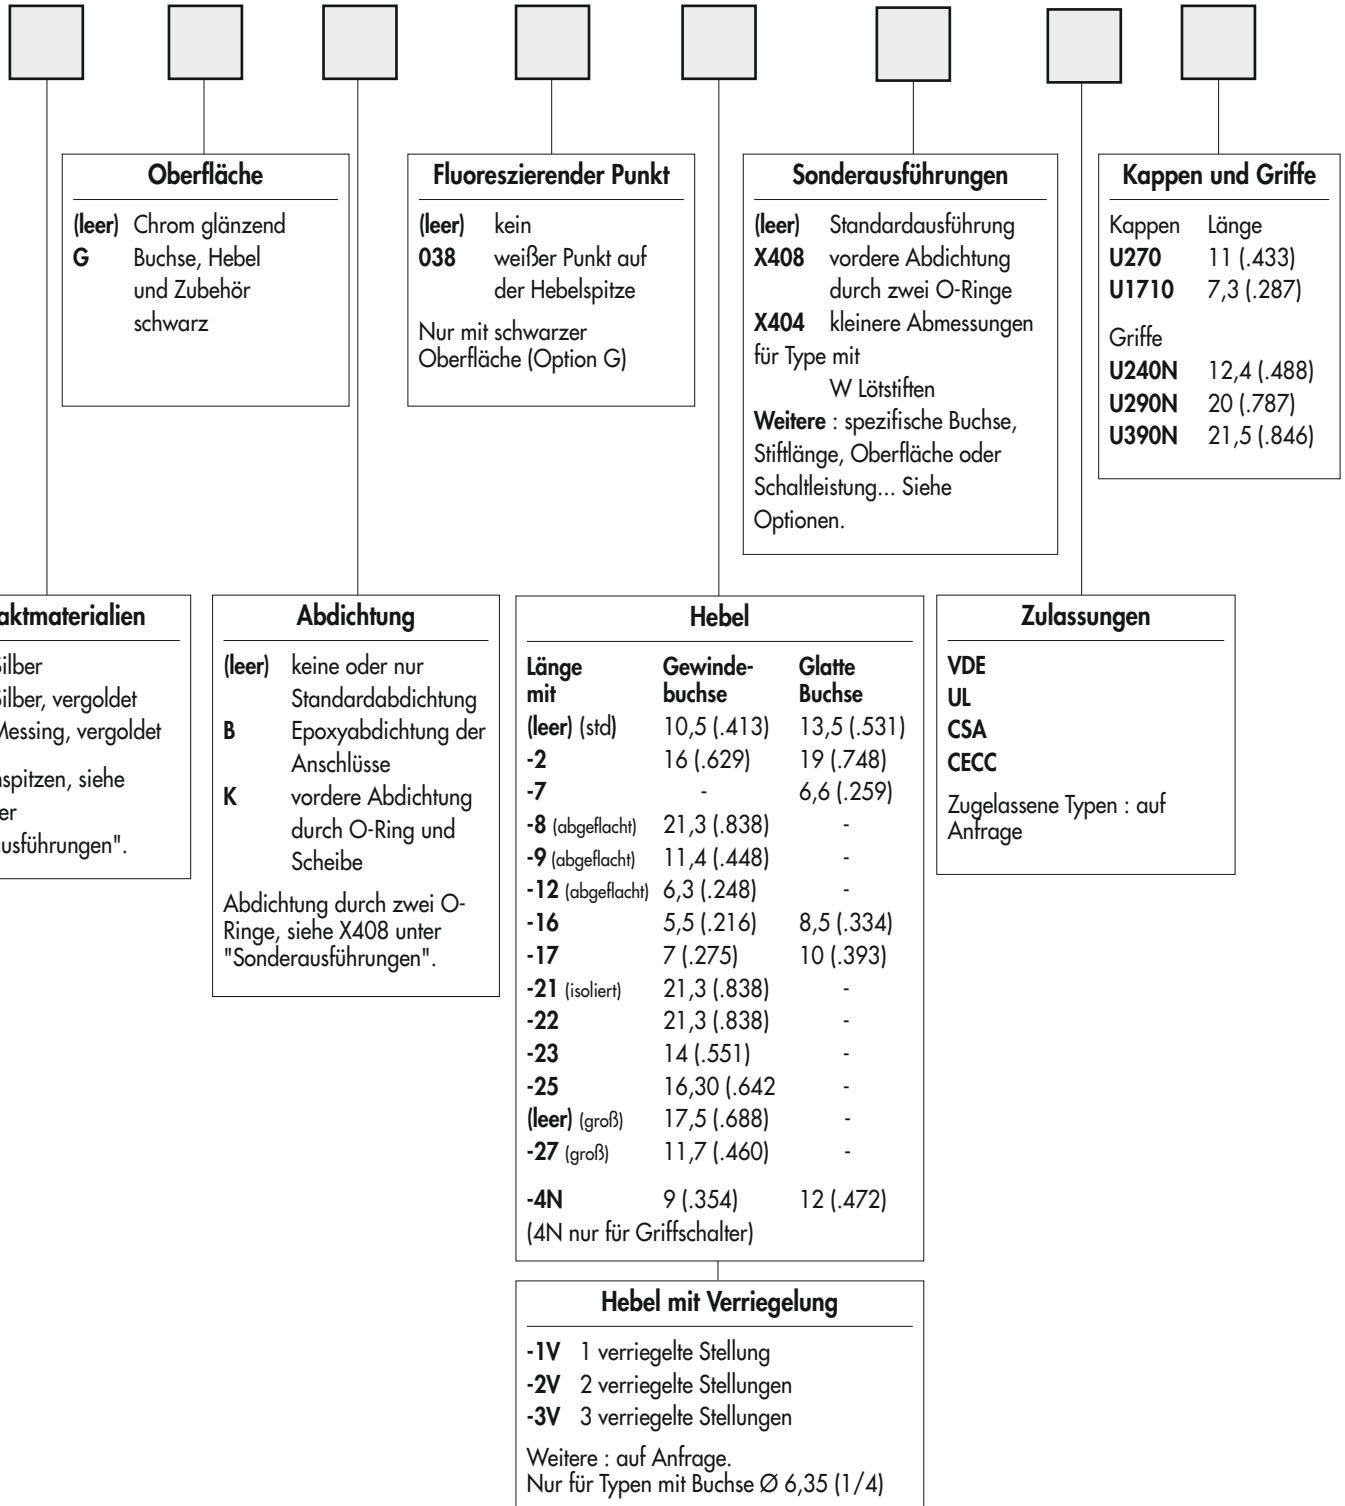 Oberfläche
(leer) Chrom glänzend
G Buchse, Hebel
und Zubehör
schwarz
Fluoreszierender Punkt
(leer) kein
038 weißer Punkt auf
der Hebelspitze
Nur mit schwarzer
Oberfläche (Option G)
Sonderausführungen
(leer) Standardausführung
X408 vordere Abdichtung
durch zwei O-Ringe
X404 kleinere Abmessungen
für Type mit
W Lötstiften
Weitere : spezifische Buchse,
Stiftlänge, Oberfläche oder
Schaltleistung... Siehe
Optionen.
Kappen und Griffe
Kappen Länge
U270 11 (.433)
U1710 7,3 (.287)
Griffe
U240N 12,4 (.488)
U290N 20 (.787)
U390N 21,5 (.846)
aktmaterialien
Silber
Silber, vergoldet
Messing, vergoldet
spitzen, siehe
er
usführungen".
Abdichtung
(leer) keine oder nur
Standardabdichtung
B Epoxyabdichtung der
Anschlüsse
K vordere Abdichtung
durch O-Ring und
Scheibe
Abdichtung durch zwei O-
Ringe, siehe X408 unter
"Sonderausführungen".
Hebel
Länge Gewinde- Glatte
mit buchse Buchse
(leer) (std) 10,5 (.413) 13,5 (.531)
-2 16 (.629) 19 (.748)
-7 - 6,6 (.259)
-8 (abgeflacht) 21,3 (.838) -
-9 (abgeflacht) 11,4 (.448) -
-12 (abgeflacht) 6,3 (.248) -
-16 5,5 (.216) 8,5 (.334)
-17 7 (.275) 10 (.393)
-21 (isoliert) 21,3 (.838) -
-22 21,3 (.838) -
-23 14 (.551) -
-25 16,30 (.642 -
(leer) (groß) 17,5 (.688) -
-27 (groß) 11,7 (.460) -
-4N 9 (.354) 12 (.472)
(4N nur für Griffschalter)
Zulassungen
VDE
UL
CSA
CECC
Zugelassene Typen : auf
Anfrage
Hebel mit Verriegelung
-1V 1 verriegelte Stellung
-2V 2 verriegelte Stellungen
-3V 3 verriegelte Stellungen
Weitere : auf Anfrage.
Nur für Typen mit Buchse Ø 6,35 (1/4)